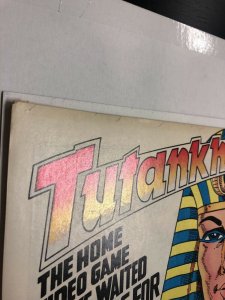 Tutankh
THE HOME
VIDEO GAME
T WAITED
FOR